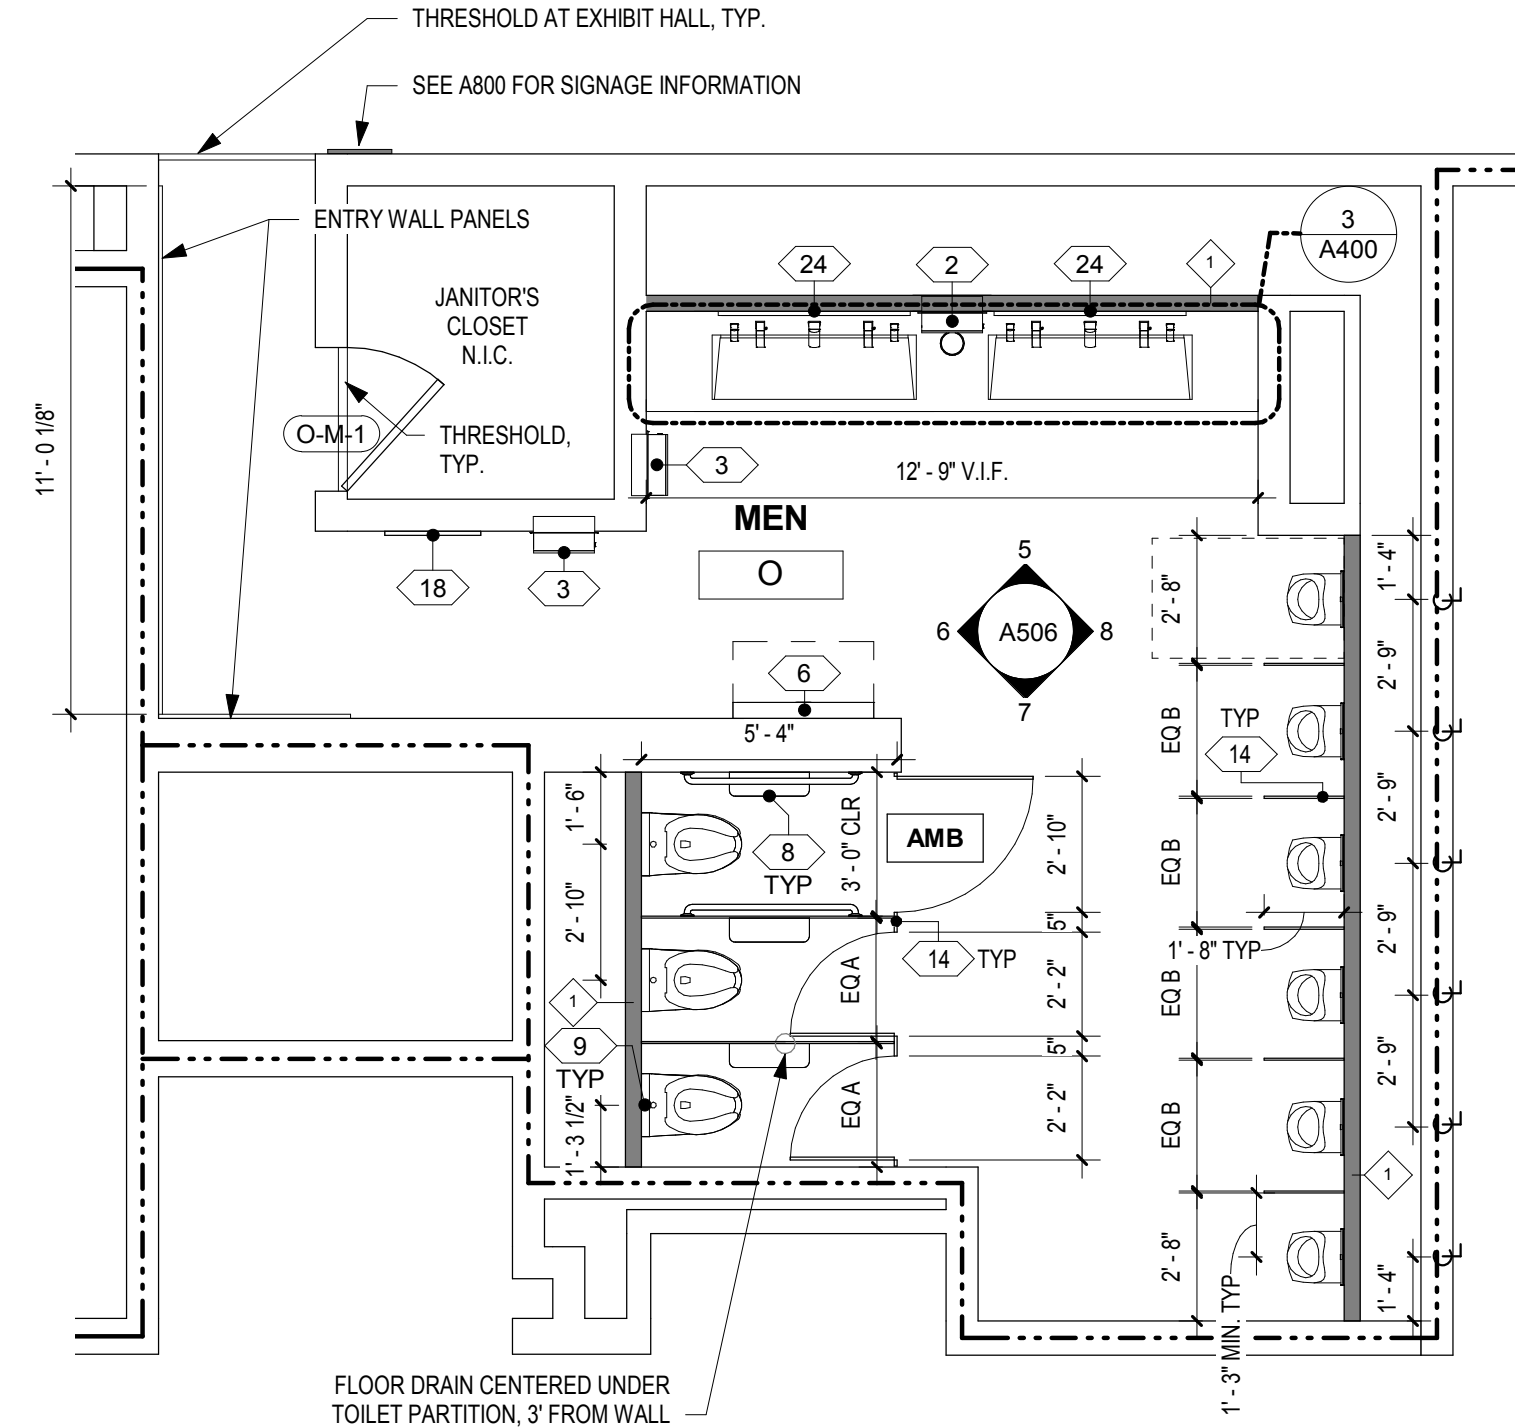 THRESHOLD AT EXHIBIT HALL, TYP.
SEE A800 FOR SIGNAGE INFORMATION
ENTRY WALL PANELS
3
A400
24
2
24
1
JANITOR'S
CLOSET
N.I.C.
11' - 0 1/8"
O-M-1
THRESHOLD,
TYP.
3
12' - 9" V.I.F.
MEN
O
18
3
5
6
A506
8
7
2' - 8"
1' - 4"
2' - 9"
6
5' - 4"
EQ B
TYP
14
2' - 9"
1' - 6"
8
TYP
3' - 0" CLR
AMB
2' - 10"
EQ B
2' - 10"
5"
14
TYP
1' - 8" TYP
2' - 9"
EQ A
2' - 2"
EQ B
1
9
TYP
5"
2' - 9"
1' - 3 1/2"
EQ A
2' - 2"
EQ B
1
2' - 8"
1' - 3" MIN. TYP
1' - 4"
FLOOR DRAIN CENTERED UNDER
TOILET PARTITION, 3' FROM WALL